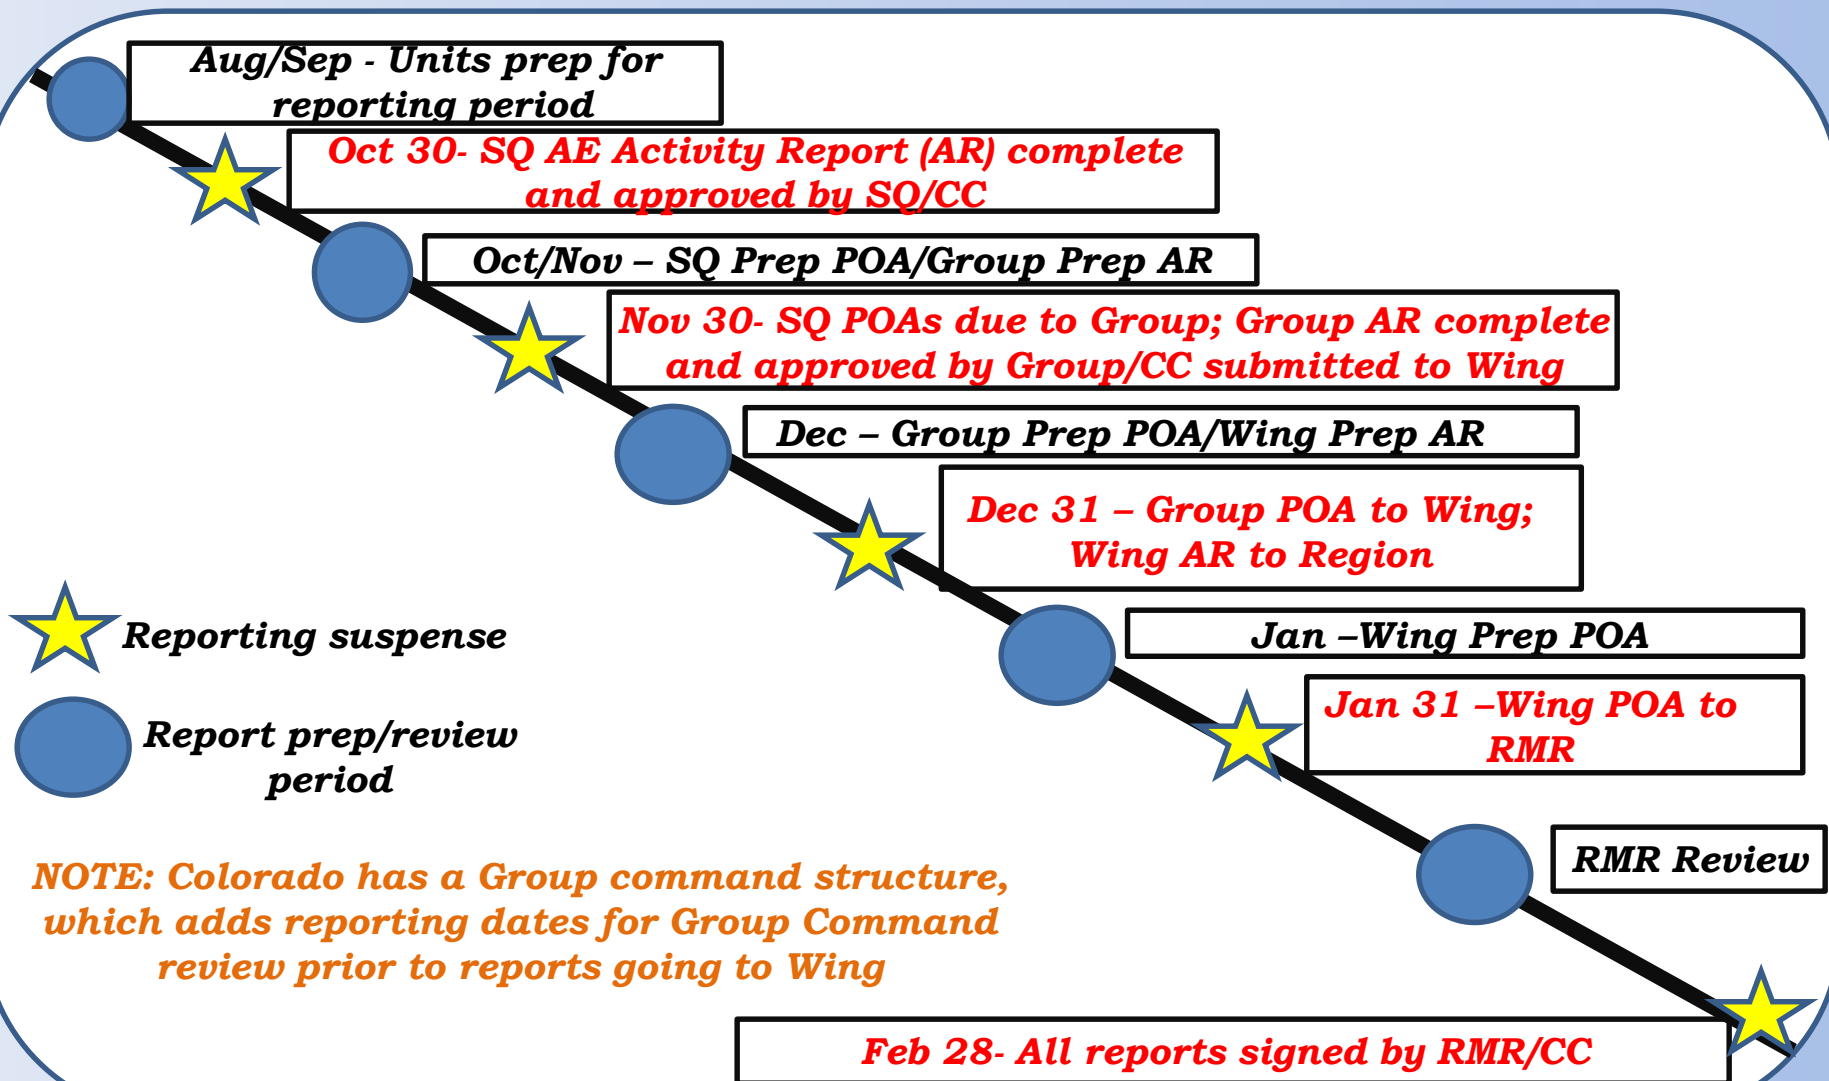 Aug/Sep - Units prep for
reporting period
Oct 30- SQ AE Activity Report (AR) complete
and approved by SQ/CC
Oct/Nov – SQ Prep POA/Group Prep AR
Nov 30- SQ POAs due to Group; Group AR complete
and approved by Group/CC submitted to Wing
Dec – Group Prep POA/Wing Prep AR
Dec 31 – Group POA to Wing;
Wing AR to Region
Jan –Wing Prep POA
Jan 31 –Wing POA to
RMR
RMR Review
Feb 28- All reports signed by RMR/CC
Reporting suspense
Report prep/review
period
NOTE: Colorado has a Group command structure,
which adds reporting dates for Group Command
review prior to reports going to Wing